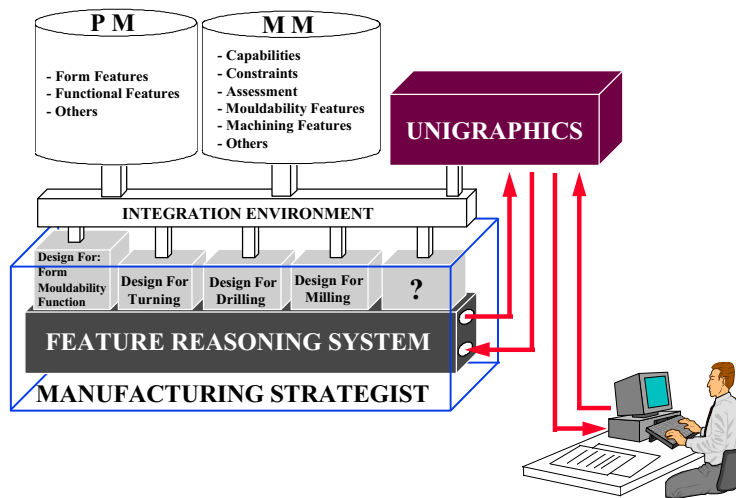 P M
- Form Features
- Functional Features
- Others
M M
- Capabilities
- Constraints
- Assessment
- Mouldability Features
- Machining Features
- Others
UNIGRAPHICS
INTEGRATION ENVIRONMENT
Design For:
Form
Mouldability
Function
Design For
Turning
Design For
Drilling
Design For
Milling
?
FEATURE REASONING SYSTEM
MANUFACTURING STRATEGIST